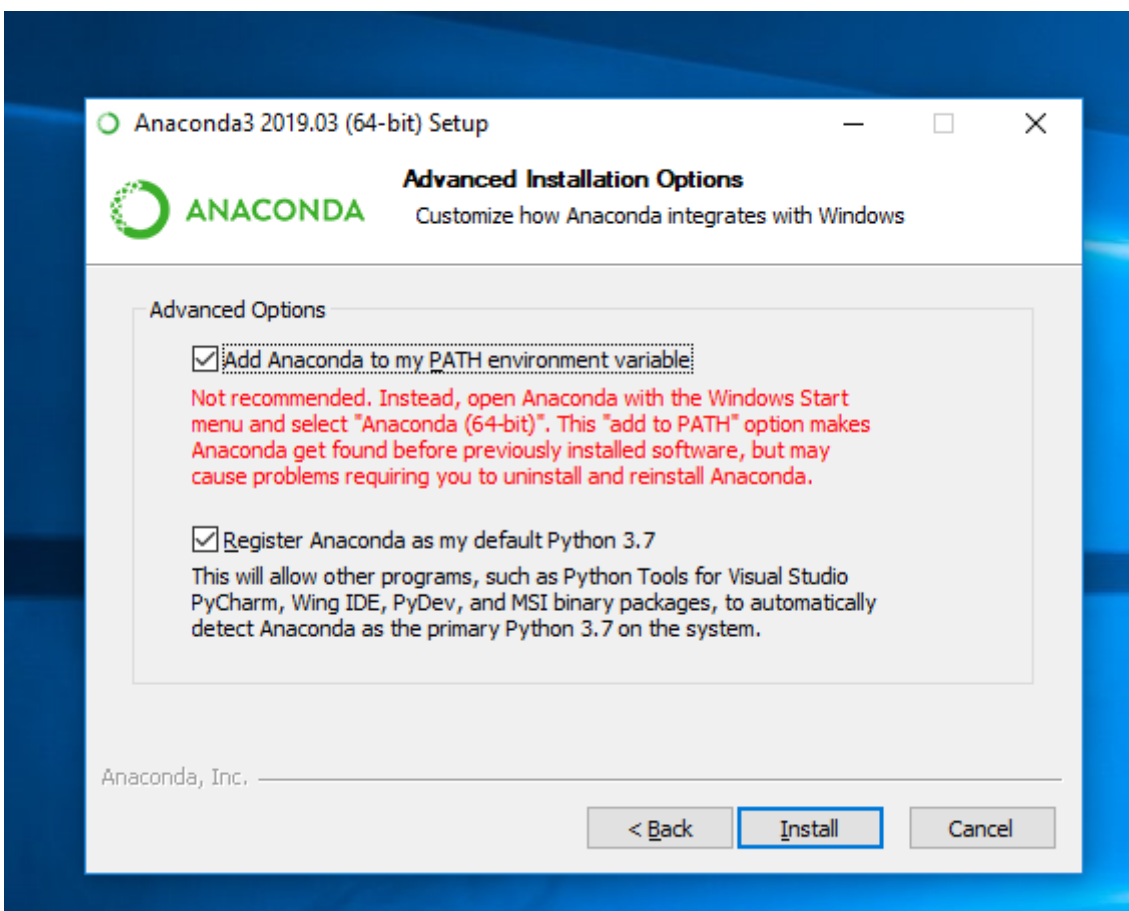 Anaconda3 2019.03 (64-bit) Setup
ANACONDA
Advanced Installation Options
Customize how Anaconda integrates with Windows
Advanced Options
Add Anaconda to my PATH environment variable
Not recommended. Instead, open Anaconda with the Windows Start
menu and select "Anaconda (64-bit)". This "add to PATH" option makes
Anaconda get found before previously installed software, but may
cause problems requiring you to uninstall and reinstall Anaconda.
Register Anaconda as my default Python 3.7
This will allow other programs, such as Python Tools for Visual Studio
PyCharm, Wing IDE, PyDev, and MSI binary packages, to automatically
detect Anaconda as the primary Python 3.7 on the system.
Anaconda, Inc.
< Back
Install
Cancel